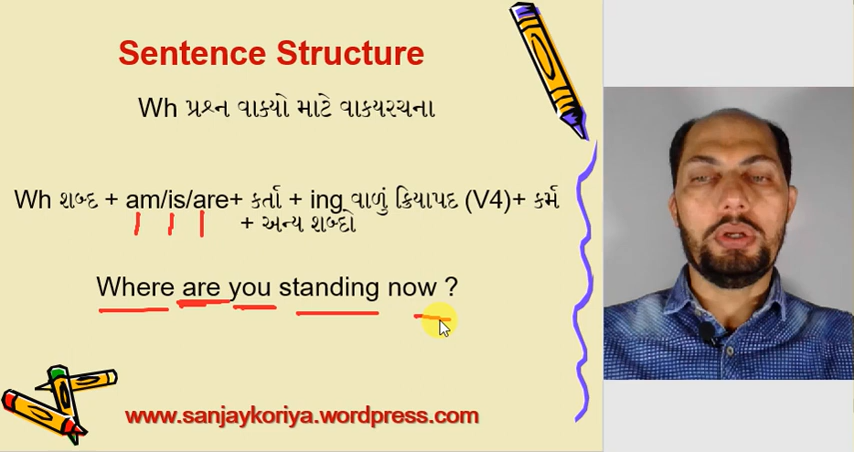 Sentence Structure
Wh પ્રશ્ન વાક્યો માટે વાકયરચના
Wh શબ્દ + am/is/are+ કર્તા + ing વાળું ક્રિયાપદ (V4)+ કર્મ
+ અન્ય શબ્દો
Where are you standing now ?
www.sanjaykoriya.wordpress.com